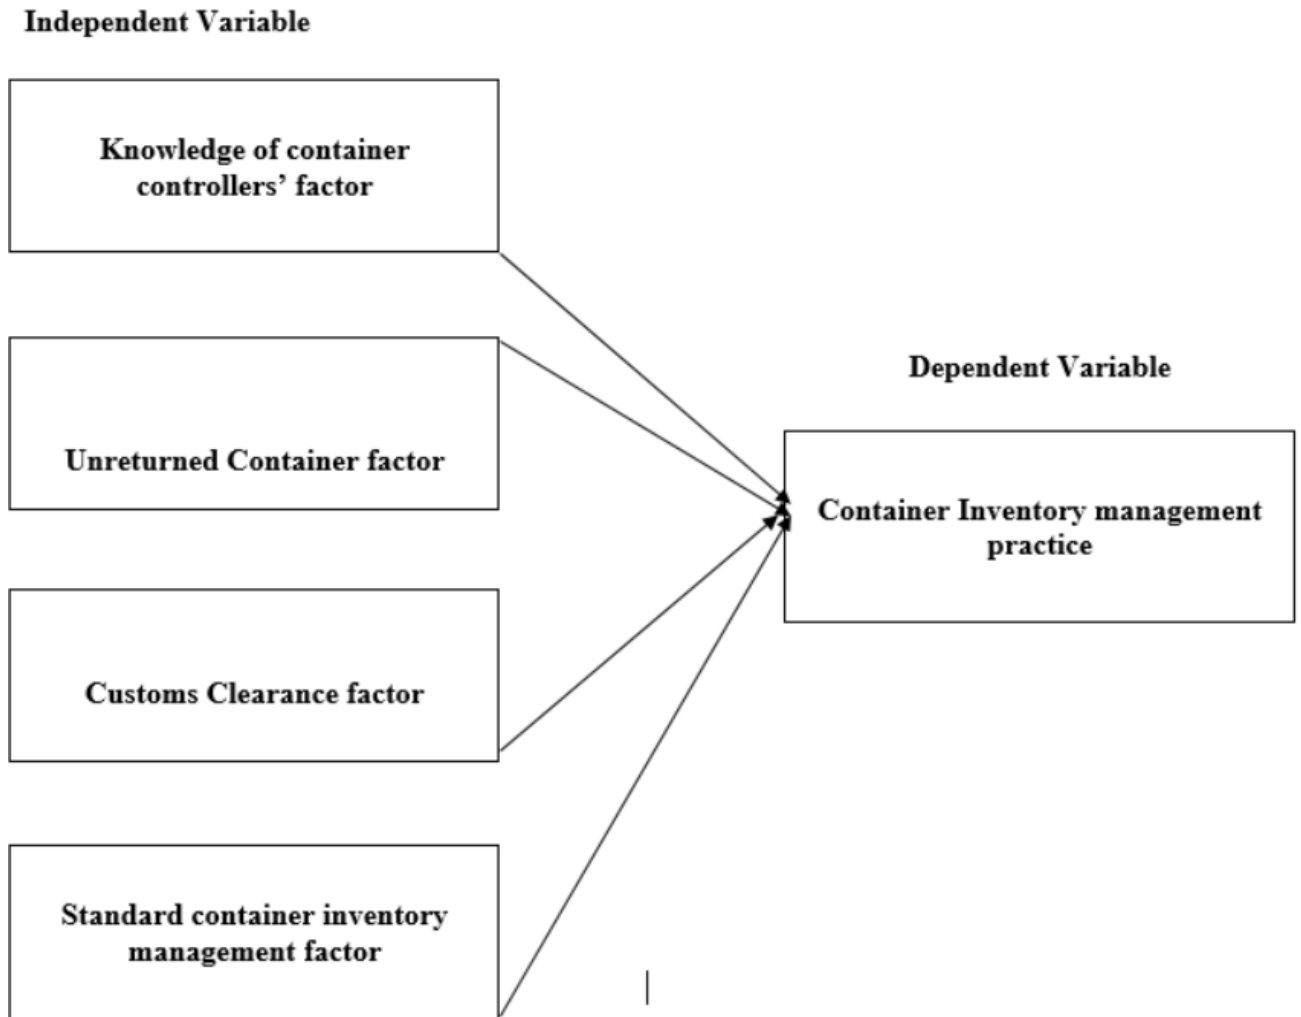 Independent Variable
Knowledge of container
controllers’ factor
Unreturned Container factor
Customs Clearance factor
Standard container inventory
management factor
Dependent Variable
Container Inventory management
practice